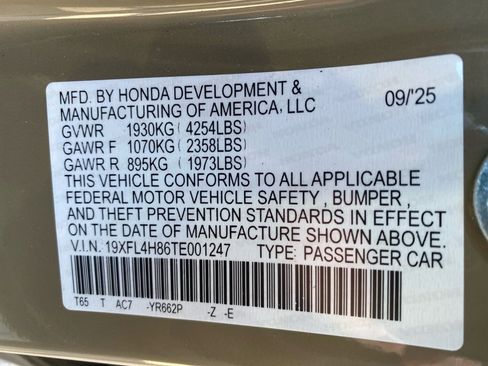 MFD. BY HONDA DEVELOPMENT & 09/'25
MANUFACTURING OF AMERICA, LLC
GVWR 1930KG (4254LBS)
GAWR F 1070KG (2358LBS)
GAWR R 895KG (1973LBS)
THIS VEHICLE CONFORMS TO ALL APPLICABLE
FEDERAL MOTOR VEHICLE SAFETY , BUMPER,
AND THEFT PREVENTION STANDARDS IN EFFECT
ON THE DATE OF MANUFACTURE SHOWN ABOVE.
V.I.N. 19XFL4H86TE001247 TYPE: PASSENGER CAR
T65 T AC7 -YR662P -Z -E